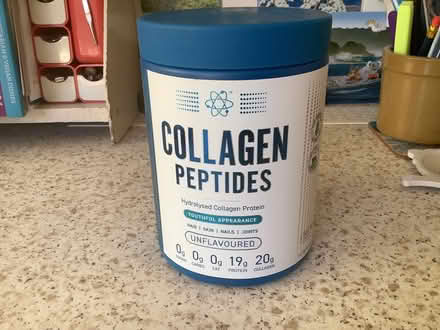 COLLAGEN
PEPTIDES
Hydrolysed Collagen Protein
YOUTHFUL APPEARANCE
HAIR | SKIN | NAILS | JOINTS
UNFLAVOURED
0g 0g 0g 19g 20g
SUGAR CARBS FAT PROTEIN COLLAGEN